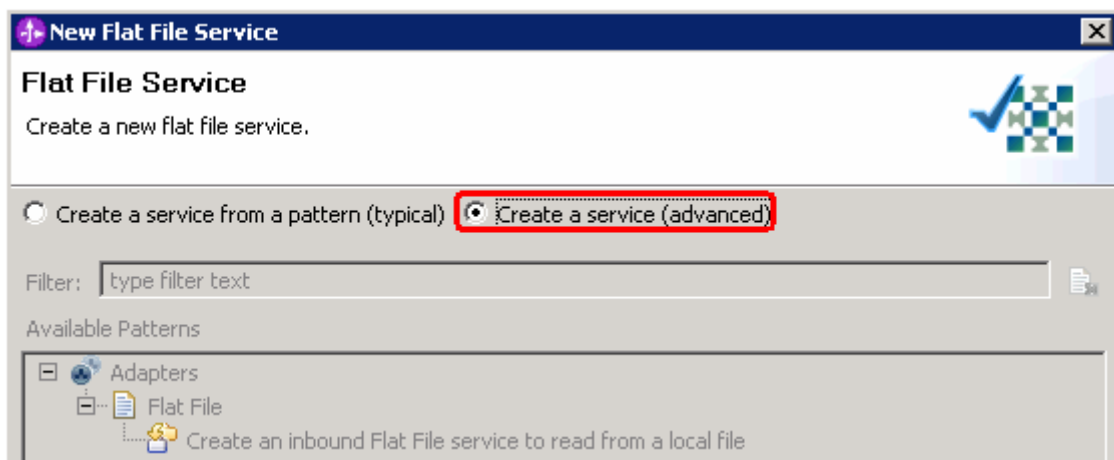 New Flat File Service
Flat File Service
Create a new flat file service.
Create a service from a pattern (typical) Create a service (advanced)
Filter: type filter text
Available Patterns
Adapters
Flat File
Create an inbound Flat File service to read from a local file